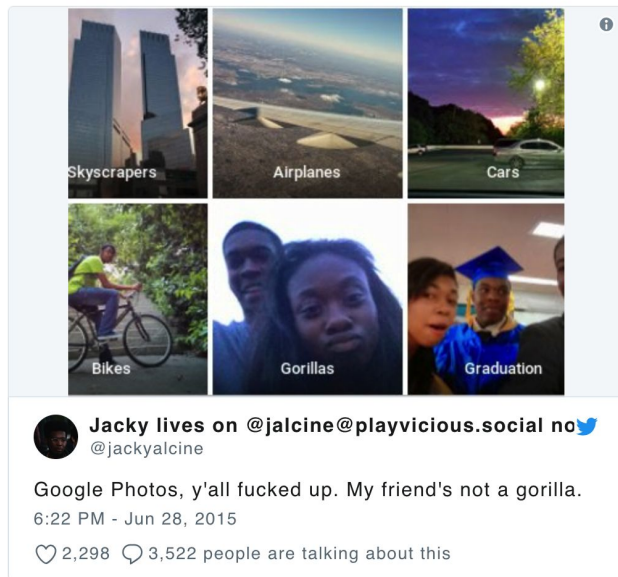 Skyscrapers
Airplanes
Cars
Bikes
Gorillas
Graduation
Jacky lives on @jalcine@playvicious.social no
@jackyalcine
Google Photos, y'all fucked up. My friend's not a gorilla.
6:22 PM - Jun 28, 2015
2,298 3,522 people are talking about this